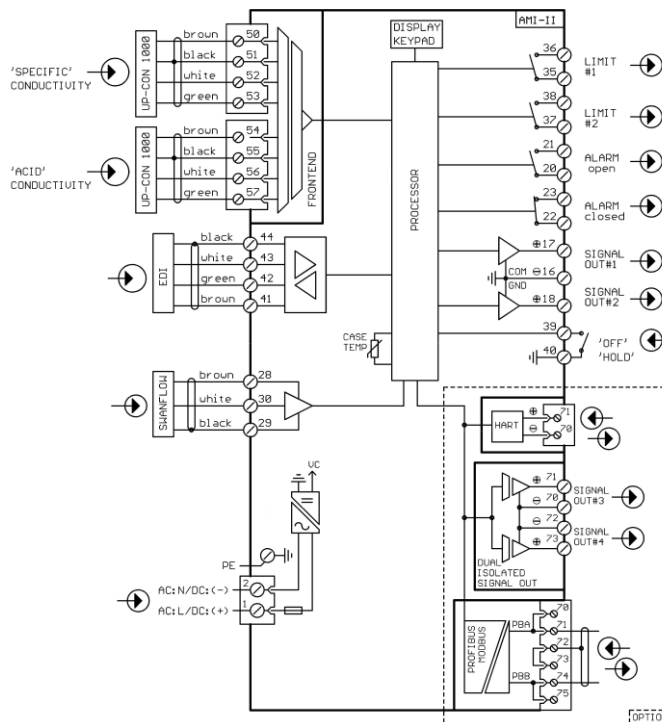 AMI-II
DISPLAY
KEYPAD
'SPECIFIC'
CONDUCTIVITY
UP-CON 1000
brown 50
black 51
white 52
green 53
'ACID'
CONDUCTIVITY
UP-CON 1000
brown 54
black 55
white 56
green 57
FRONTEND
PROCESSOR
36
35
LIMIT
#1
38
37
LIMIT
#2
21
20
ALARM
open
23
22
ALARM
closed
EDI
black 44
white 43
green 42
brown 41
⊕ 17
SIGNAL
OUT#1
COM ⊖ 16
GND
⊕ 18
SIGNAL
OUT#2
CASE
TEMP
39
40
'OFF'
'HOLD'
SWANFLOW
brown 28
white 30
black 29
HART
⊕ 71
⊖ 70
VC
⊕ 71
⊖ 70
SIGNAL
OUT#3
⊖ 72
⊕ 73
SIGNAL
OUT#4
DUAL
ISOLATED
SIGNAL OUT
PE
AC:N/DC:(-) 2
AC:L/DC:(+) 1
PROFIBUS
MODBUS
PBA
PBB
70
71
72
73
74
75